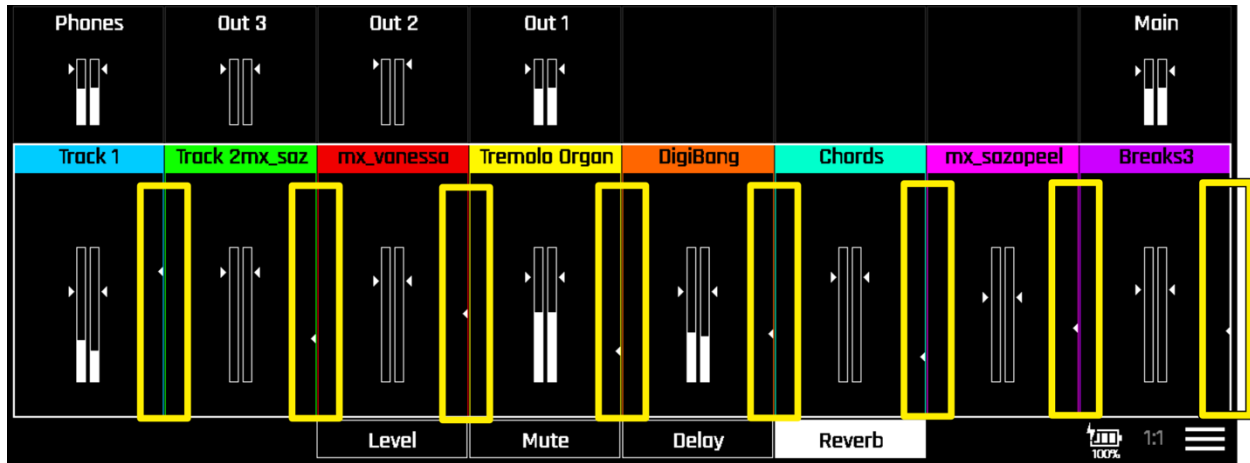 Phones Out 3 Out 2 Out 1 Main
Track 1 Track 2mx_saz mx_vanessa Tremolo Organ DigiBang Chords mx_sazopeel Breaks3
Level Mute Delay Reverb 100% 1:1